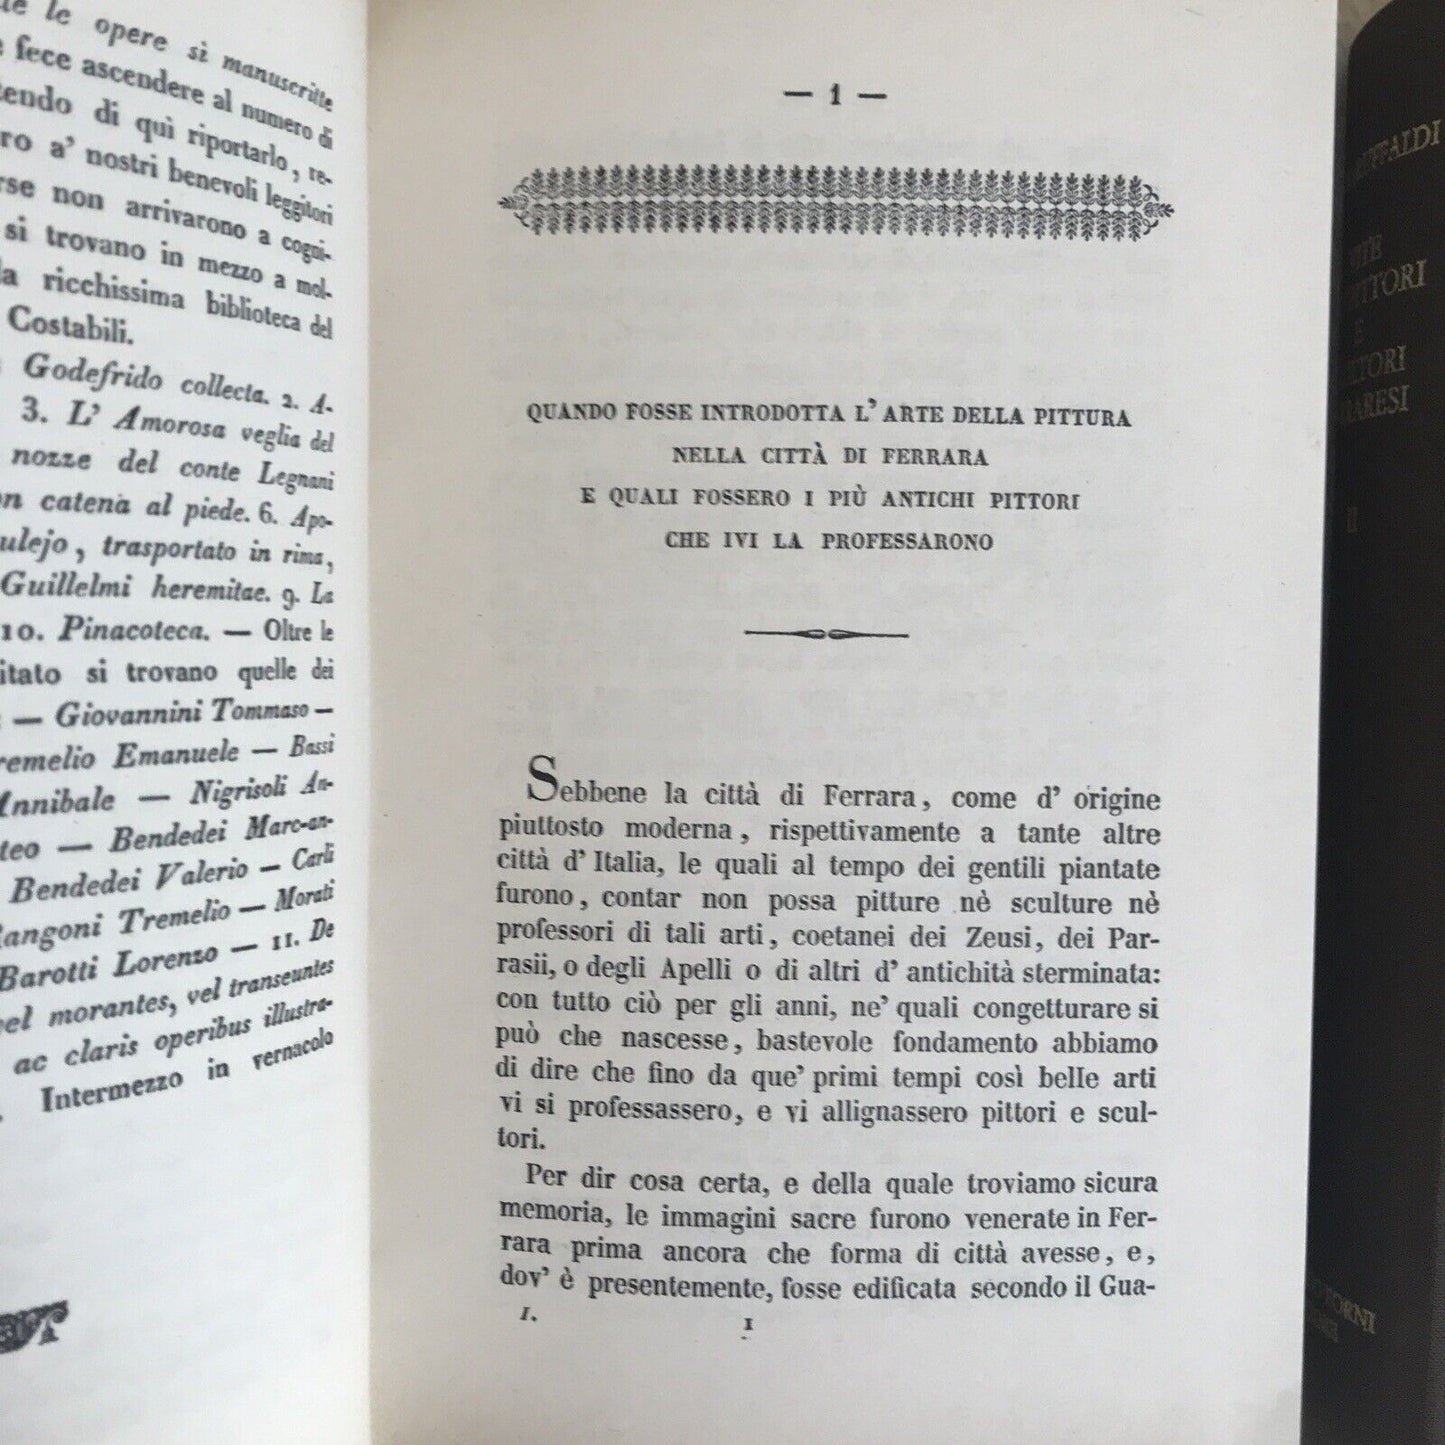 le opere sì manuscritte
fece ascendere al numero di
di quì riportarlo, re-
a' nostri benevoli leggitori
non arrivarono a cogni-
si trovano in mezzo a mol-
ricchissima biblioteca del
Costabili.
Godefrido collecta. 2. A-
3. L' Amorosa veglia del
nozze del conte Legnani
catena al piede. 6. Apo-
, trasportato in rima,
Guillelmi heremitae. 9. La
10. Pinacoteca. — Oltre le
si trovano quelle dei
— Giovannini Tommaso —
Emanuele — Bassi
Annibale — Nigrisoli An-
— Bendedei Marc-an-
Bendedei Valerio — Carli
Rangoni Tremelio — Morati
Barotti Lorenzo — 11. De
vel morantes, vel transeuntes
ac claris operibus illustra-
Intermezzo in vernacolo
— 1 —
QUANDO FOSSE INTRODOTTA L' ARTE DELLA PITTURA
NELLA CITTÀ DI FERRARA
E QUALI FOSSERO I PIÙ ANTICHI PITTORI
CHE IVI LA PROFESSARONO
Sebbene la città di Ferrara, come d' origine
piuttosto moderna, rispettivamente a tante altre
città d' Italia, le quali al tempo dei gentili piantate
furono, contar non possa pitture nè sculture nè
professori di tali arti, coetanei dei Zeusi, dei Par-
rasii, o degli Apelli o di altri d' antichità sterminata:
con tutto ciò per gli anni, ne' quali congetturare si
può che nascesse, bastevole fondamento abbiamo
di dire che fino da que' primi tempi così belle arti
vi si professassero, e vi allignassero pittori e scul-
tori.
Per dir cosa certa, e della quale troviamo sicura
memoria, le immagini sacre furono venerate in Fer-
rara prima ancora che forma di città avesse, e,
dov' è presentemente, fosse edificata secondo il Gua-
I. 1
E
II
FORNI